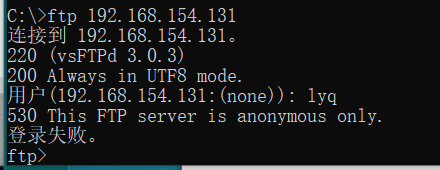 C:\>ftp 192.168.154.131
连接到 192.168.154.131。
220 (vsFTPd 3.0.3)
200 Always in UTF8 mode.
用户(192.168.154.131:(none)): lyq
530 This FTP server is anonymous only.
登录失败。
ftp>